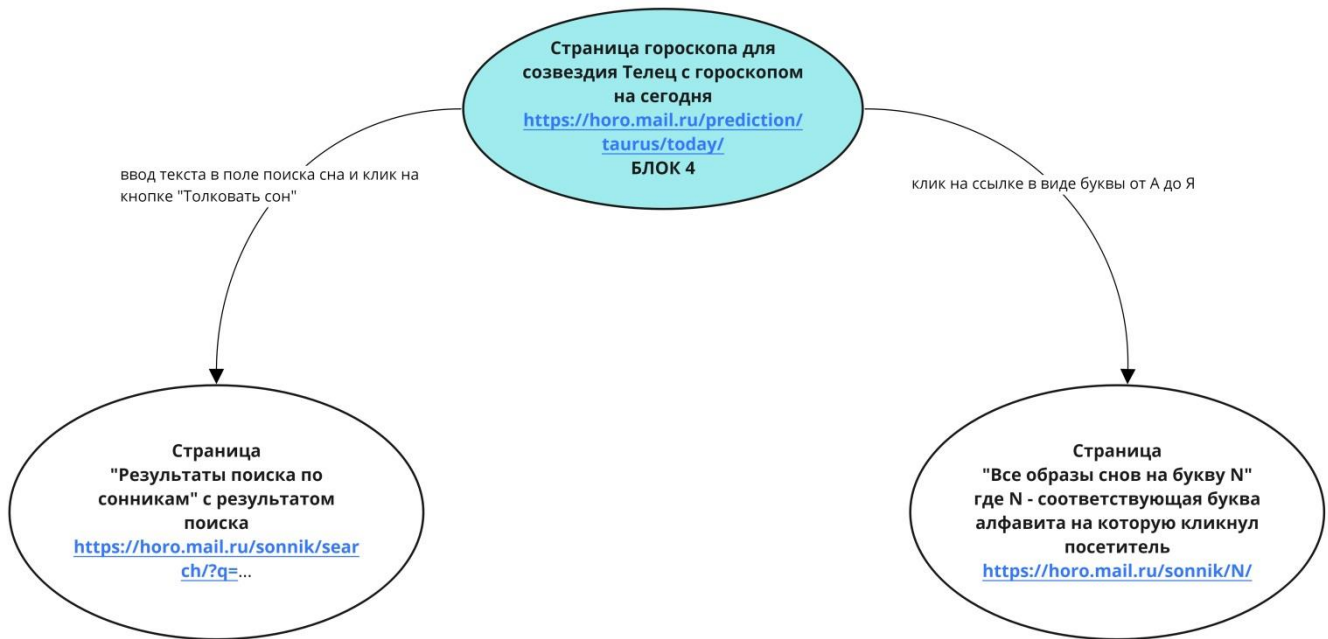 Страница гороскопа для
созвездия Телец с гороскопом
на сегодня
https://horo.mail.ru/prediction/
taurus/today/
БЛОК 4
ввод текста в поле поиска сна и клик на
кнопке "Толковать сон"
клик на ссылке в виде буквы от А до Я
Страница
"Результаты поиска по
сонникам" с результатом
поиска
https://horo.mail.ru/sonnik/sear
ch/?q=...
Страница
"Все образы снов на букву N"
где N - соответствующая буква
алфавита на которую кликнул
посетитель
https://horo.mail.ru/sonnik/N/